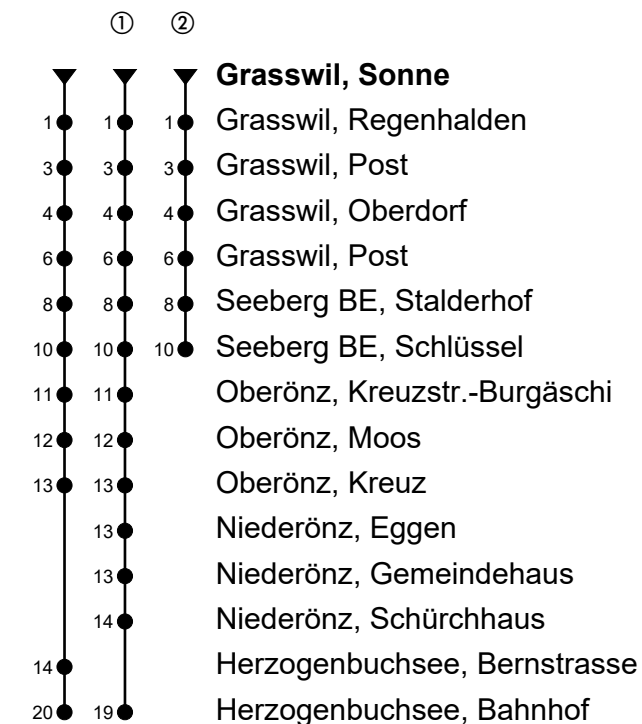 ① ②
Grasswil, Sonne
1 1 1 Grasswil, Regenhalden
3 3 3 Grasswil, Post
4 4 4 Grasswil, Oberdorf
6 6 6 Grasswil, Post
8 8 8 Seeberg BE, Stalderhof
10 10 10 Seeberg BE, Schlüssel
11 11 Oberönz, Kreuzstr.-Burgäschi
12 12 Oberönz, Moos
13 13 Oberönz, Kreuz
13 Niederönz, Eggen
13 Niederönz, Gemeindehaus
14 Niederönz, Schürchhaus
14 Herzogenbuchsee, Bernstrasse
20 19 Herzogenbuchsee, Bahnhof